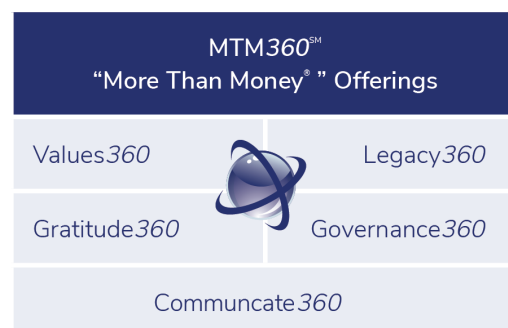 MTM360℠
“More Than Money® ” Offerings
Values360
Legacy360
Gratitude360
Governance360
Communcate360